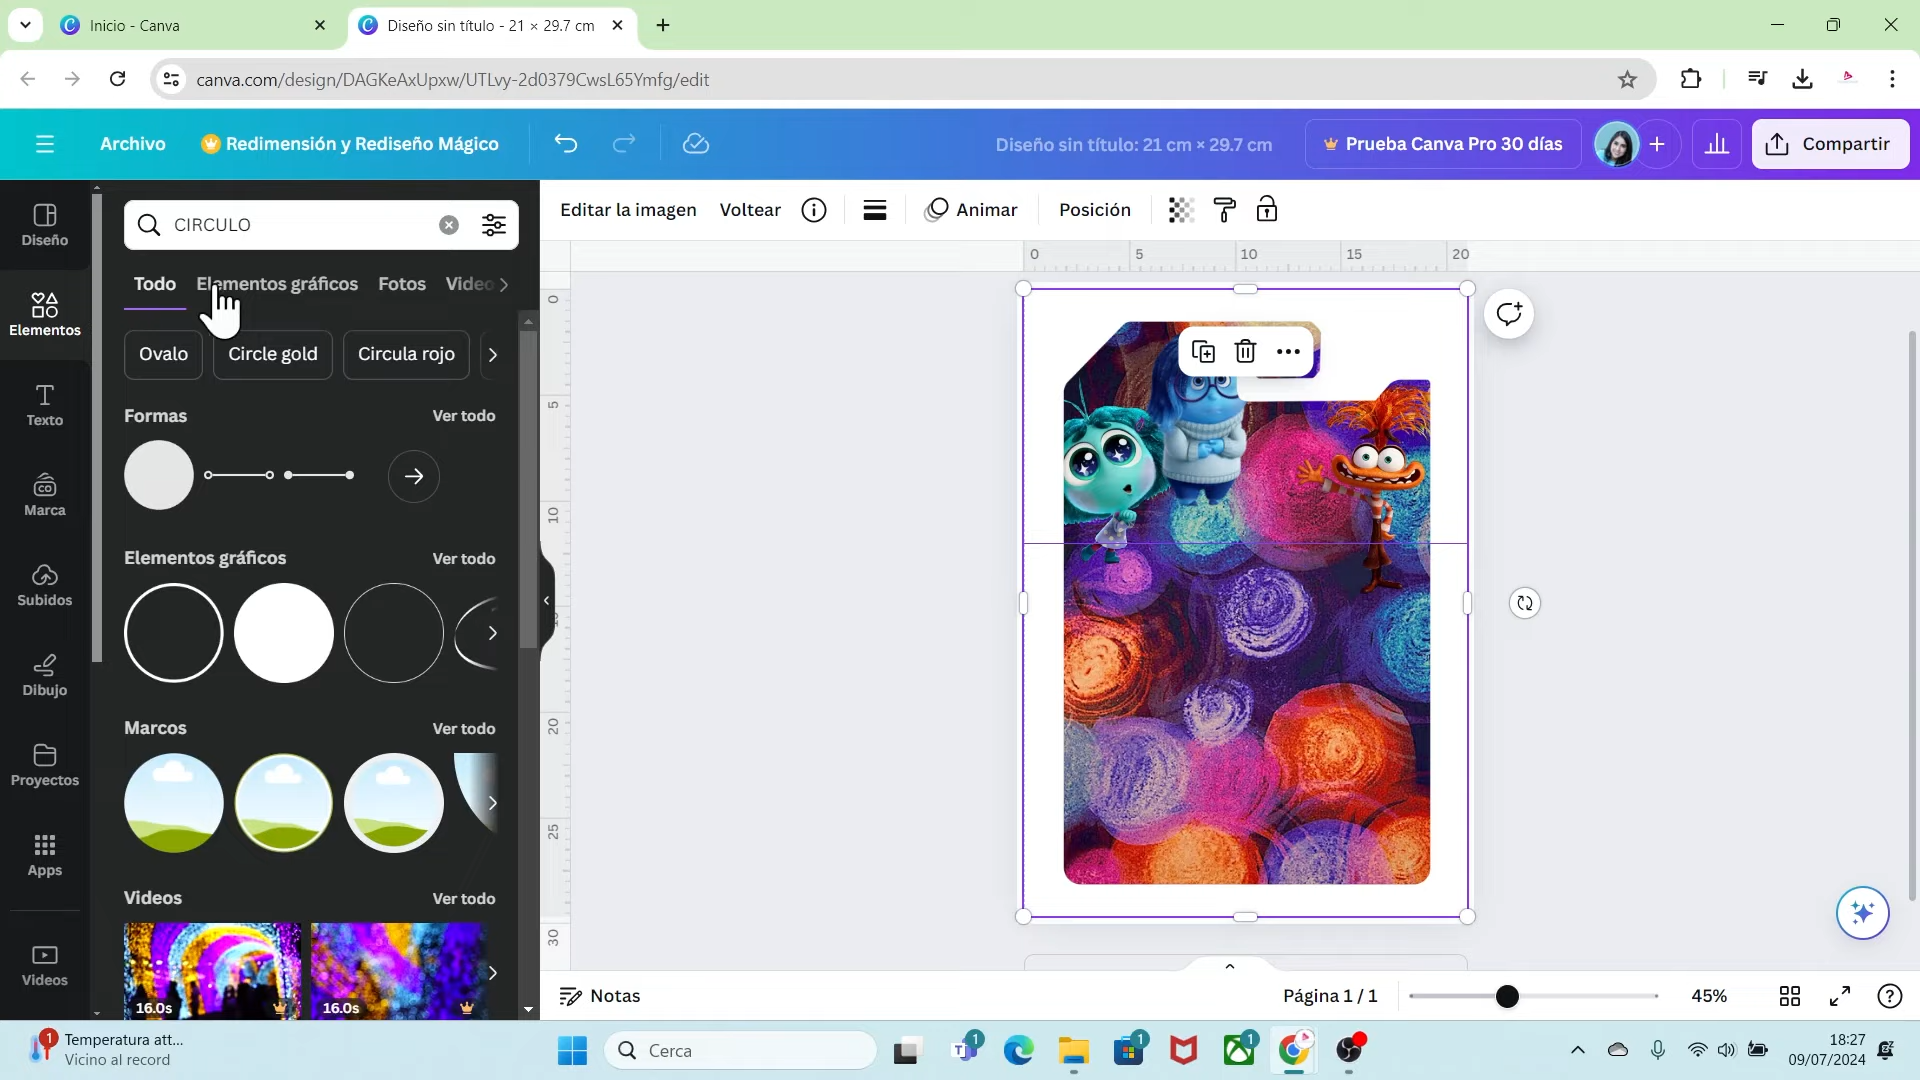 Inicio - Canva
Diseño sin título - 21 × 29.7 cm
canva.com/design/DAGKeAxUpxw/UTLvy-2d0379CwsL65Ymfg/edit
Archivo
Redimensión y Rediseño Mágico
Diseño sin título: 21 cm × 29.7 cm
Prueba Canva Pro 30 días
Compartir
Diseño
Elementos
Texto
Marca
Subidos
Dibujo
Proyectos
Apps
Videos
CIRCULO
Todo
Elementos gráficos
Fotos
Video
Ovalo
Circle gold
Circula rojo
Formas
Ver todo
Elementos gráficos
Ver todo
Marcos
Ver todo
Videos
Ver todo
16.0s
16.0s
Editar la imagen
Voltear
Animar
Posición
0 5 10 15 20
0
5
10
20
25
30
Notas
Página 1 / 1
45%
1
Temperatura att...
Vicino al record
Cerca
1
1
1
18:27
09/07/2024